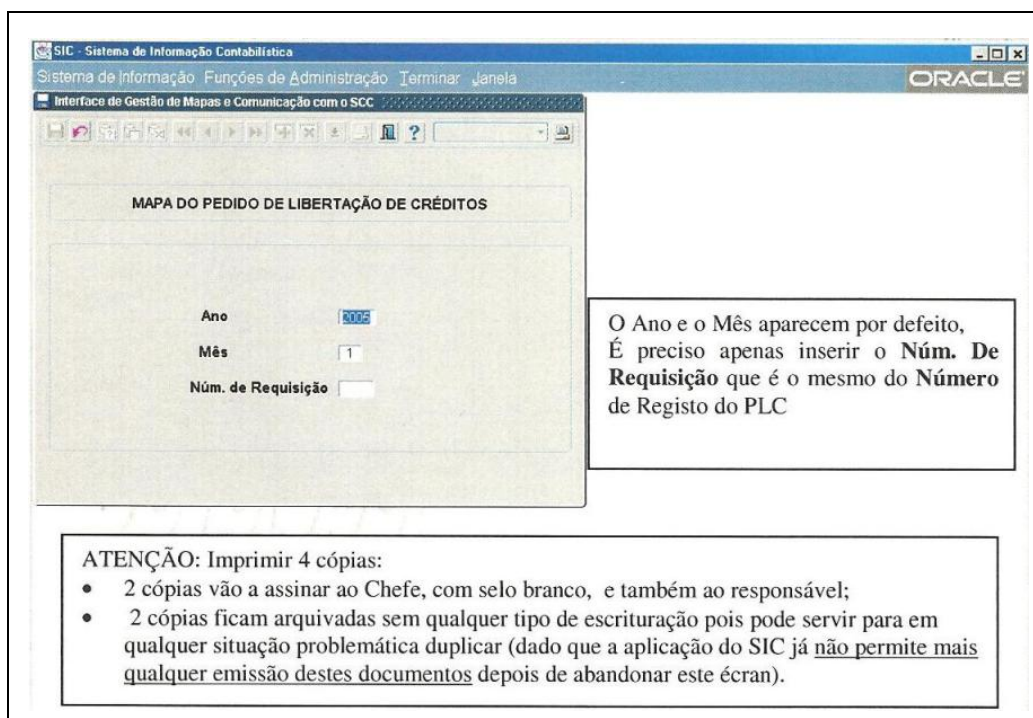 SIC - Sistema de Informação Contabilística
Sistema de Informação Funções de Administração Terminar Janela
ORACLE
Interface de Gestão de Mapas e Comunicação com o SCC
MAPA DO PEDIDO DE LIBERTAÇÃO DE CRÉDITOS
Ano 2005
Mês 1
Núm. de Requisição
O Ano e o Mês aparecem por defeito,
É preciso apenas inserir o Núm. De
Requisição que é o mesmo do Número
de Registo do PLC
ATENÇÃO: Imprimir 4 cópias:
• 2 cópias vão a assinar ao Chefe, com selo branco, e também ao responsável;
• 2 cópias ficam arquivadas sem qualquer tipo de escrituração pois pode servir para em
qualquer situação problemática duplicar (dado que a aplicação do SIC já não permite mais
qualquer emissão destes documentos depois de abandonar este écran).